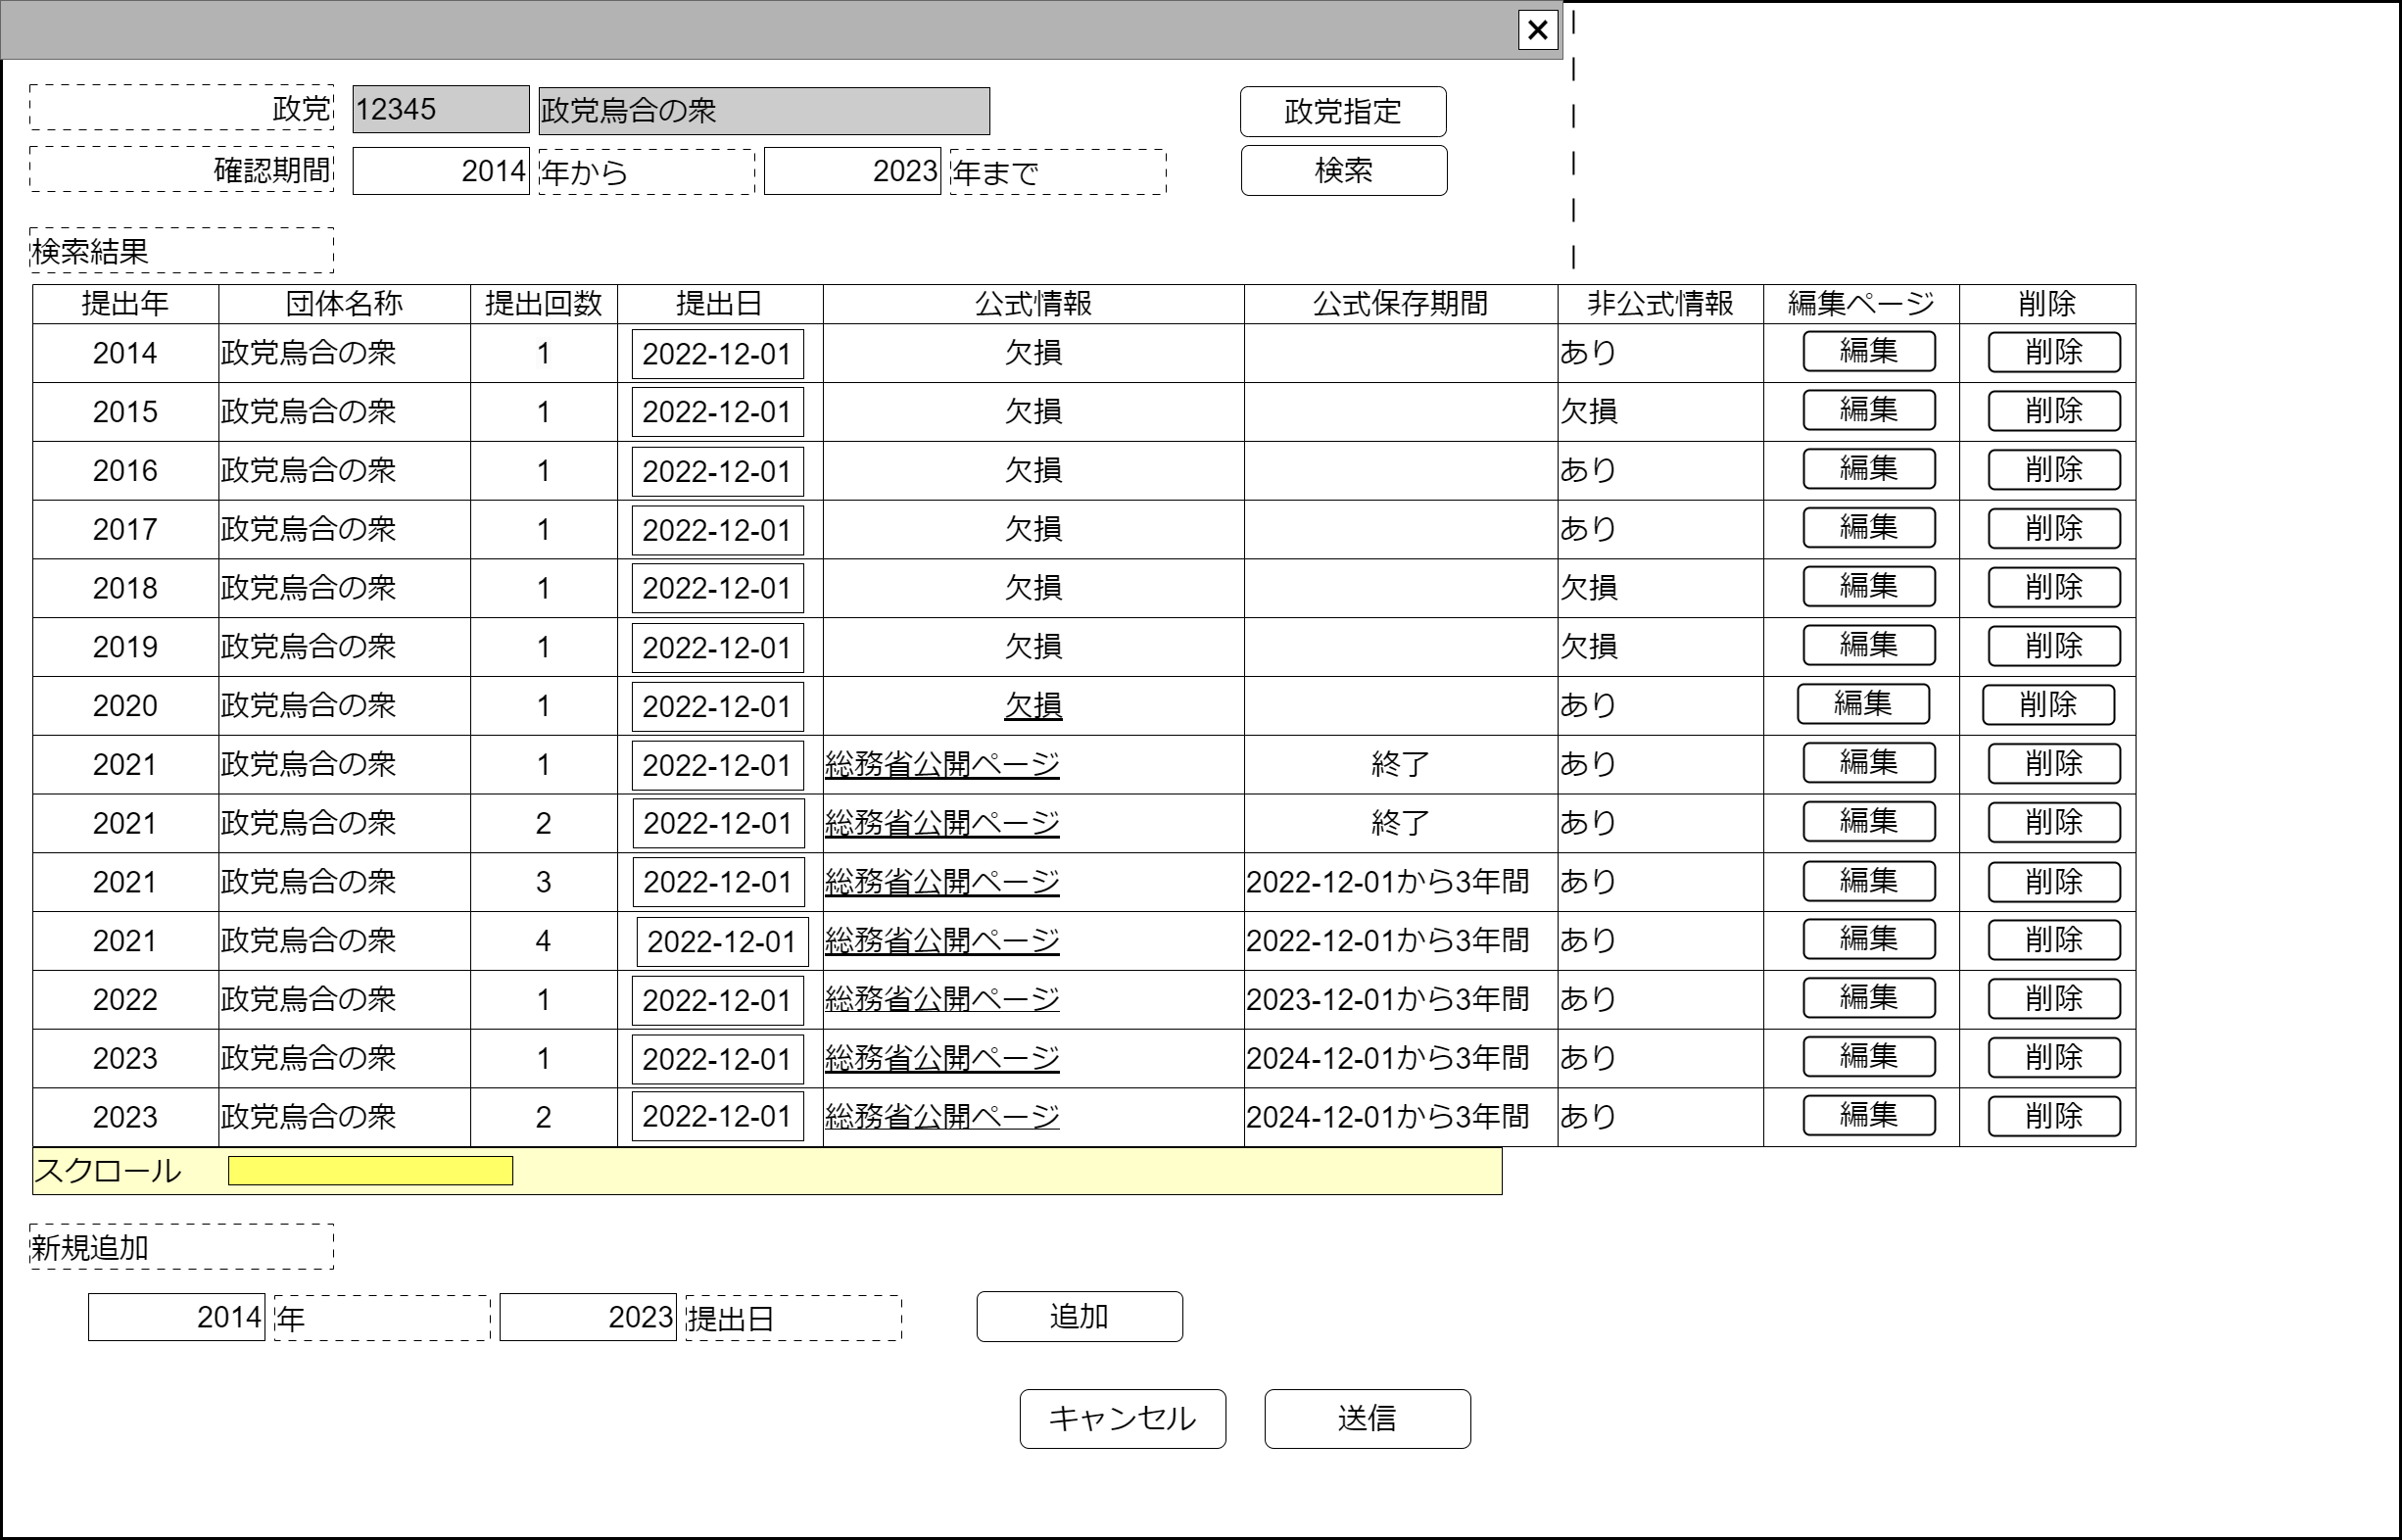 ×
政党 12345 政党烏合の衆 政党指定
確認期間 2014 年から 2023 年まで 検索
検索結果
提出年 団体名称 提出回数 提出日 公式情報 公式保存期間 非公式情報 編集ページ 削除
2014 政党烏合の衆 1 2022-12-01 欠損 あり 編集 削除
2015 政党烏合の衆 1 2022-12-01 欠損 欠損 編集 削除
2016 政党烏合の衆 1 2022-12-01 欠損 あり 編集 削除
2017 政党烏合の衆 1 2022-12-01 欠損 あり 編集 削除
2018 政党烏合の衆 1 2022-12-01 欠損 欠損 編集 削除
2019 政党烏合の衆 1 2022-12-01 欠損 欠損 編集 削除
2020 政党烏合の衆 1 2022-12-01 欠損 あり 編集 削除
2021 政党烏合の衆 1 2022-12-01 総務省公開ページ 終了 あり 編集 削除
2021 政党烏合の衆 2 2022-12-01 総務省公開ページ 終了 あり 編集 削除
2021 政党烏合の衆 3 2022-12-01 総務省公開ページ 2022-12-01から3年間 あり 編集 削除
2021 政党烏合の衆 4 2022-12-01 総務省公開ページ 2022-12-01から3年間 あり 編集 削除
2022 政党烏合の衆 1 2022-12-01 総務省公開ページ 2023-12-01から3年間 あり 編集 削除
2023 政党烏合の衆 1 2022-12-01 総務省公開ページ 2024-12-01から3年間 あり 編集 削除
2023 政党烏合の衆 2 2022-12-01 総務省公開ページ 2024-12-01から3年間 あり 編集 削除
スクロール
新規追加
2014 年 2023 提出日 追加
キャンセル 送信